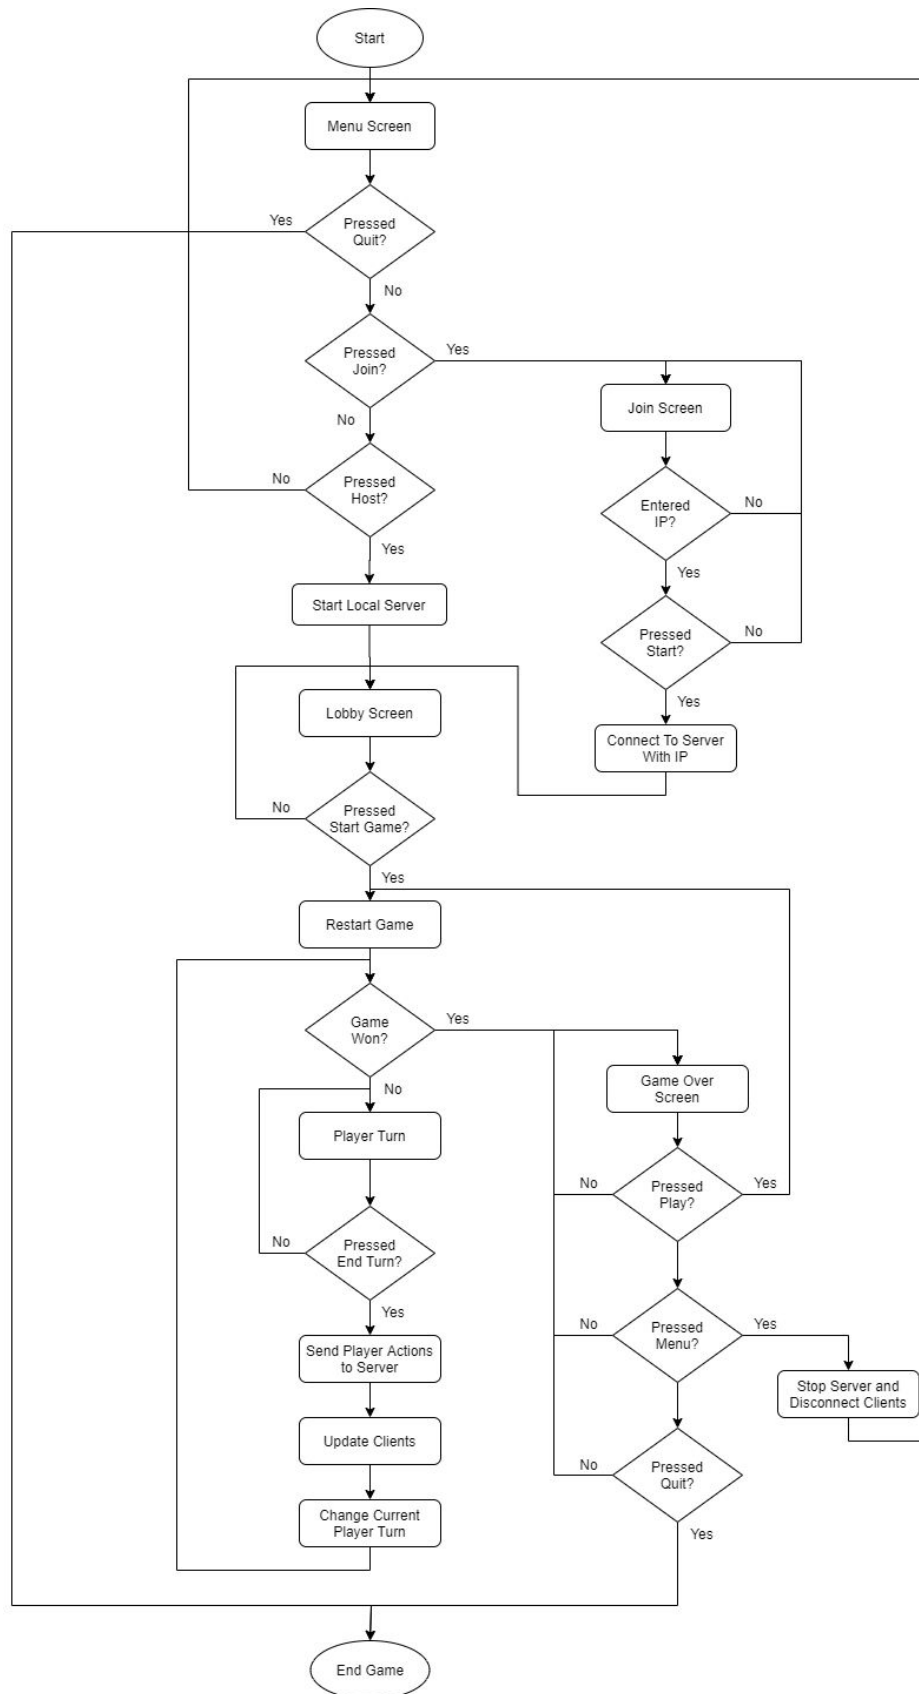 Start
Menu Screen
Yes
Pressed
Quit?
No
Pressed
Join?
Yes
Join Screen
No
No
Pressed
Host?
Entered
IP?
No
Yes
Yes
Start Local Server
Pressed
Start?
No
Yes
Lobby Screen
Connect To Server
With IP
No
Pressed
Start Game?
Yes
Restart Game
Game
Won?
Yes
No
Game Over
Screen
Player Turn
No
Pressed
Play?
Yes
No
Pressed
End Turn?
Yes
No
Pressed
Menu?
Yes
Send Player Actions
to Server
Stop Server and
Disconnect Clients
Update Clients
No
Pressed
Quit?
Yes
Change Current
Player Turn
End Game